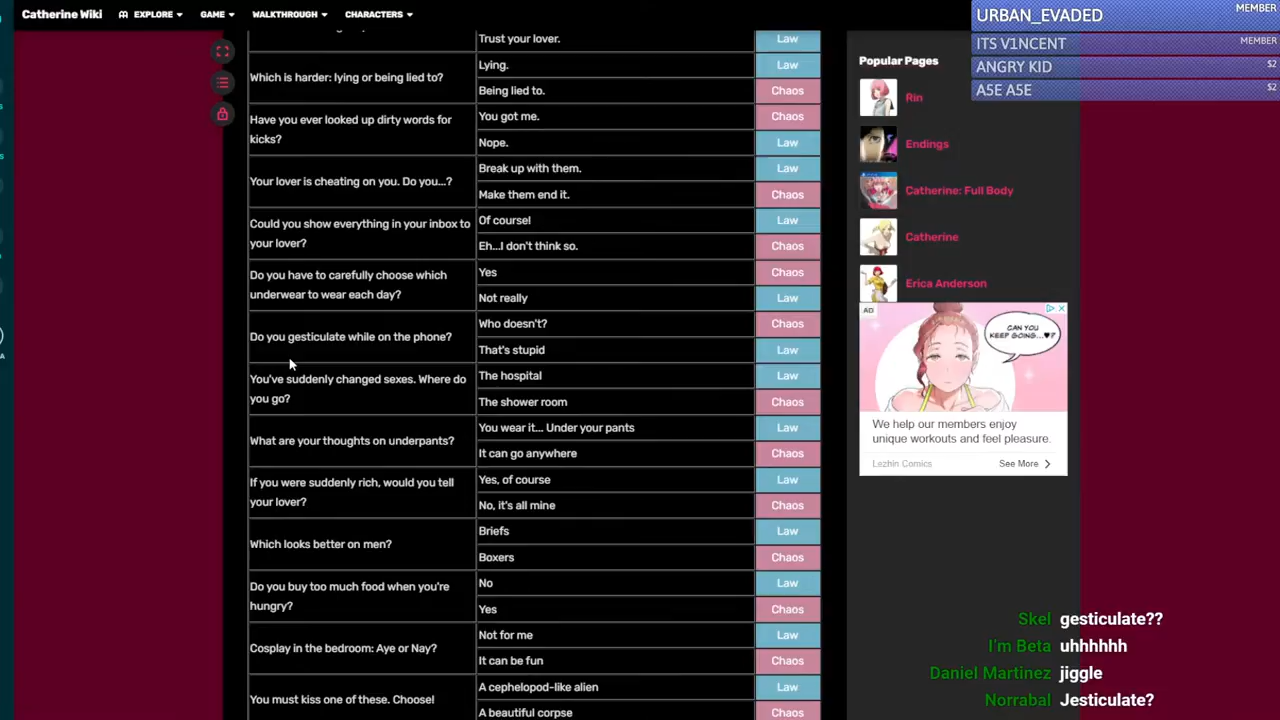 Catherine Wiki
EXPLORE
GAME
WALKTHROUGH
CHARACTERS
Trust your lover.
Law
Which is harder: lying or being lied to?
Lying.
Law
Being lied to.
Chaos
Have you ever looked up dirty words for
kicks?
You got me.
Chaos
Nope.
Law
Your lover is cheating on you. Do you...?
Break up with them.
Law
Make them end it.
Chaos
Could you show everything in your inbox to
your lover?
Of course!
Law
Eh...I don't think so.
Chaos
Do you have to carefully choose which
underwear to wear each day?
Yes
Chaos
Not really
Law
Do you gesticulate while on the phone?
Who doesn't?
Chaos
That's stupid
Law
You've suddenly changed sexes. Where do
you go?
The hospital
Law
The shower room
Chaos
What are your thoughts on underpants?
You wear it... Under your pants
Law
It can go anywhere
Chaos
If you were suddenly rich, would you tell
your lover?
Yes, of course
Law
No, it's all mine
Chaos
Which looks better on men?
Briefs
Law
Boxers
Chaos
Do you buy too much food when you're
hungry?
No
Law
Yes
Chaos
Cosplay in the bedroom: Aye or Nay?
Not for me
Law
It can be fun
Chaos
You must kiss one of these. Choose!
A cephelopod-like alien
Law
A beautiful corpse
Chaos
Popular Pages
Rin
Endings
Catherine: Full Body
Catherine
Erica Anderson
AD
CAN YOU
KEEP GOING...♥?
We help our members enjoy
unique workouts and feel pleasure.
Lezhin Comics
See More
URBAN_EVADED
MEMBER
ITS V1NCENT
MEMBER
ANGRY KID
$2
A5E A5E
$2
Skel gesticulate??
I'm Beta uhhhhhh
Daniel Martinez jiggle
Norrabal Jesticulate?